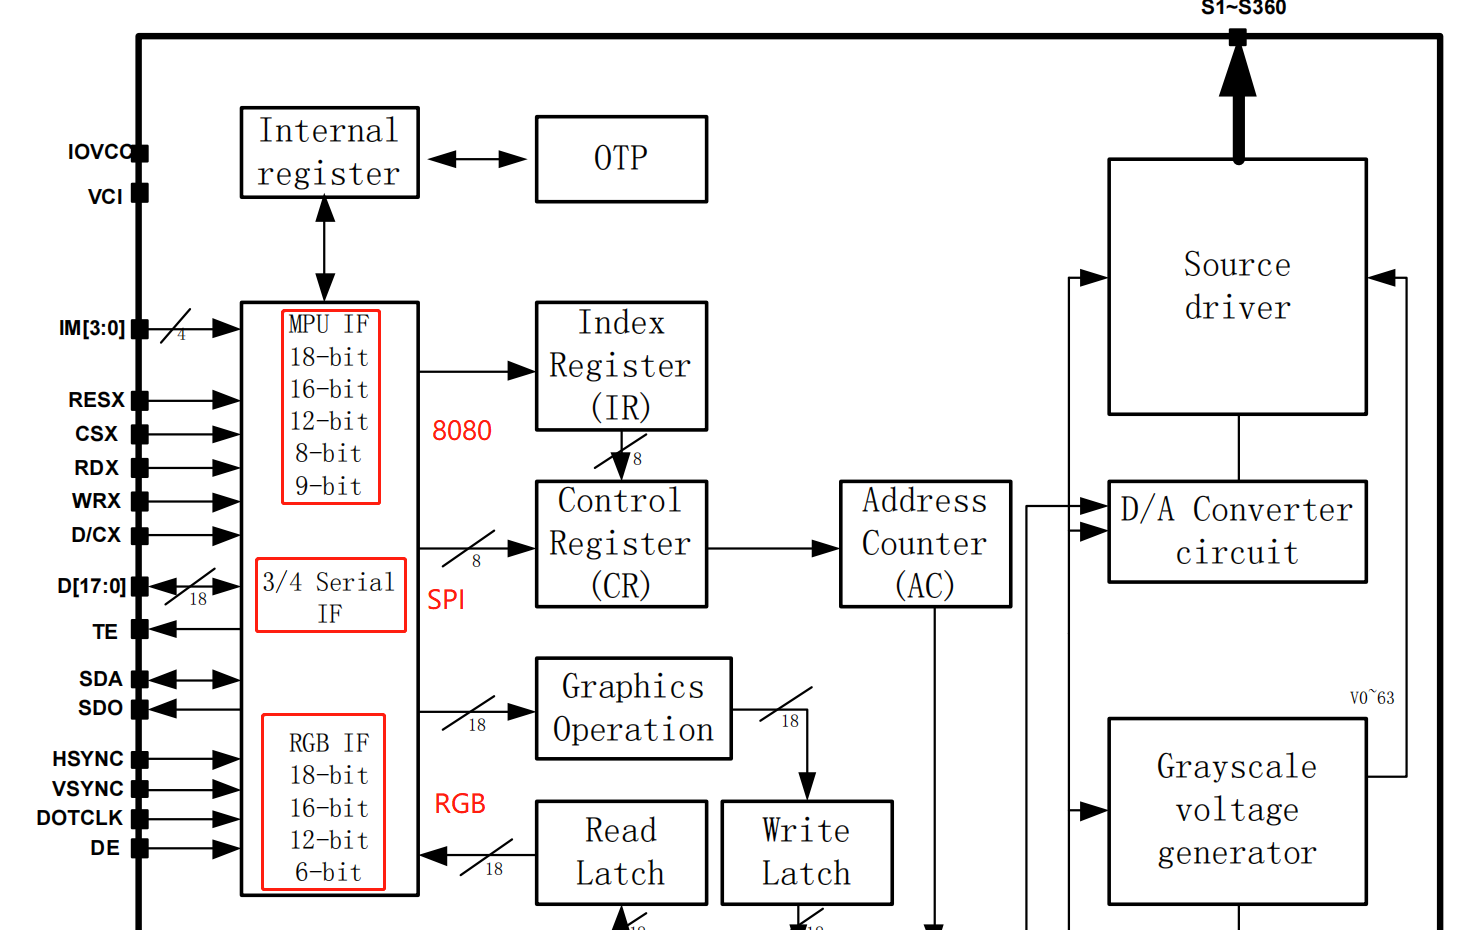 S1~S360
IOVCC
VCI
IM[3:0]
RESX
CSX
RDX
WRX
D/CX
D[17:0]
TE
SDA
SDO
HSYNC
VSYNC
DOTCLK
DE
Internal
register
OTP
4
18
MPU IF
18-bit
16-bit
12-bit
8-bit
9-bit
8080
3/4 Serial
IF
SPI
RGB IF
18-bit
16-bit
12-bit
6-bit
RGB
Index
Register
(IR)
8
Control
Register
(CR)
8
Address
Counter
(AC)
18
Graphics
Operation
18
18
Read
Latch
Write
Latch
18
18
Source
driver
D/A Converter
circuit
V0~63
Grayscale
voltage
generator